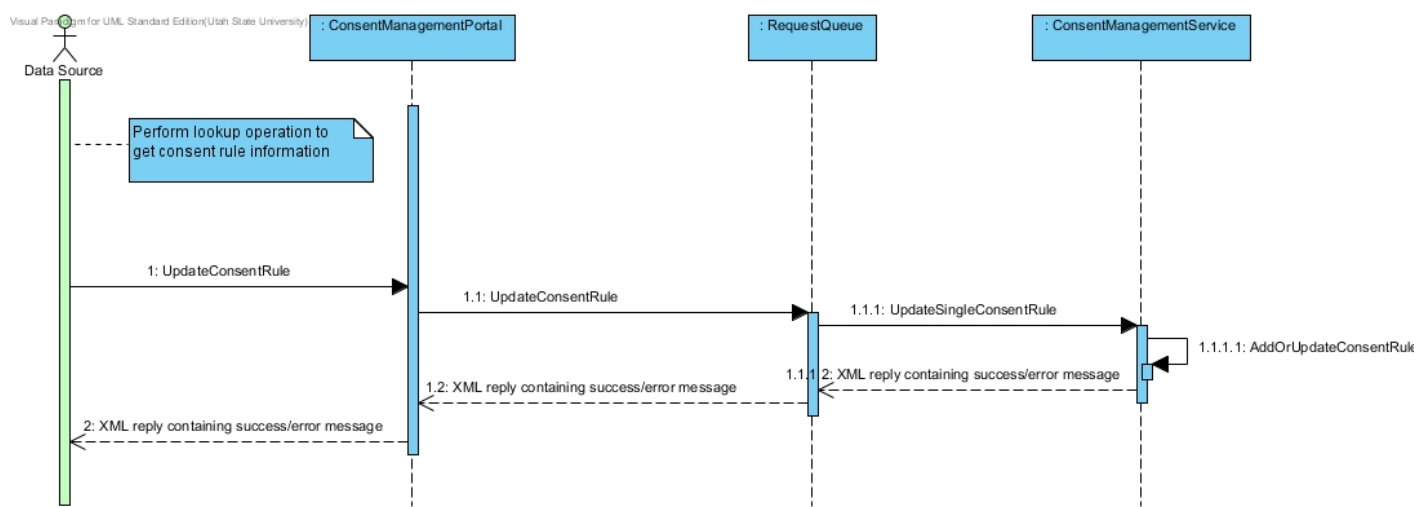 Visual Paradigm for UML Standard Edition(Utah State University)
: ConsentManagementPortal
: RequestQueue
: ConsentManagementService
Data Source
Perform lookup operation to
get consent rule information
1: UpdateConsentRule
1.1: UpdateConsentRule
1.1.1: UpdateSingleConsentRule
1.1.1.1: AddOrUpdateConsentRule
1.1.1.2: XML reply containing success/error message
1.2: XML reply containing success/error message
2: XML reply containing success/error message